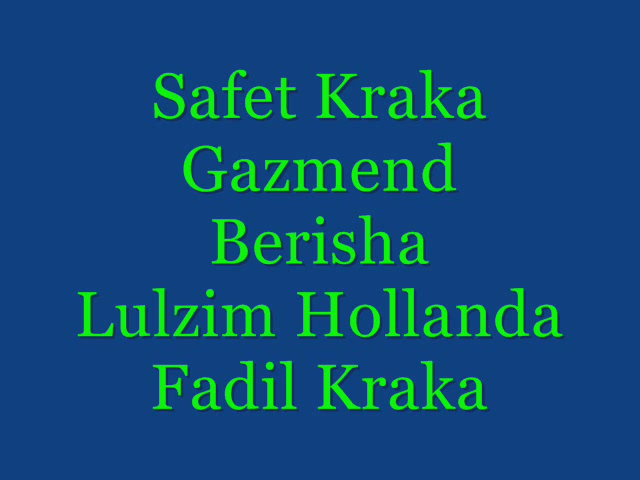 Safet Kraka
Gazmend
Berisha
Lulzim Hollanda
Fadil Kraka